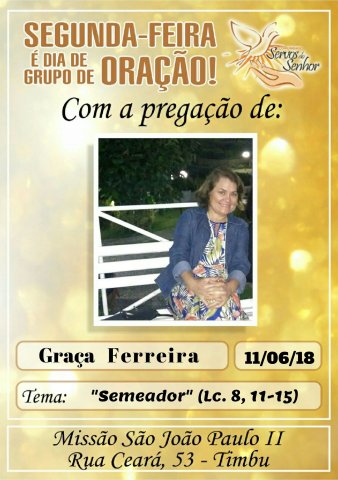 SEGUNDA-FEIRA
É DIA DE
GRUPO DE ORAÇÃO!
Servos do
Senhor
Com a pregação de:
Graça Ferreira
11/06/18
Tema: "Semeador" (Lc. 8, 11-15)
Missão São João Paulo II
Rua Ceará, 53 - Timbu